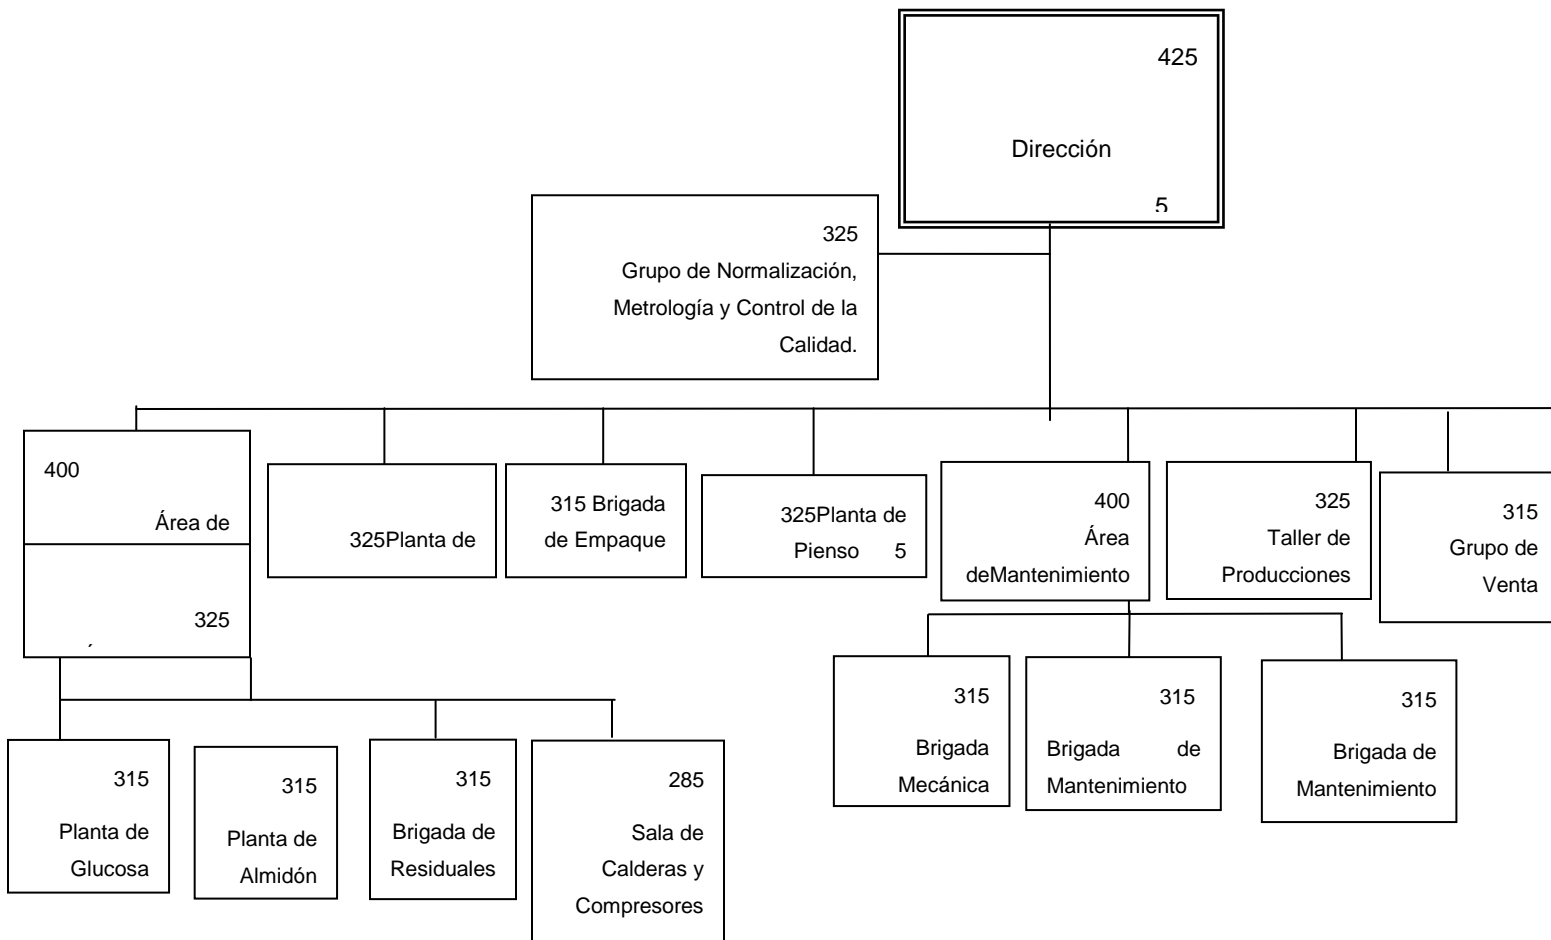 425
Dirección
5
325
Grupo de Normalización,
Metrología y Control de la
Calidad.
400
Área de
325
325Planta de
315 Brigada
de Empaque
325Planta de
Pienso 5
400
Área
deMantenimiento
325
Taller de
Producciones
315
Grupo de
Venta
315
Planta de
Glucosa
315
Planta de
Almidón
315
Brigada de
Residuales
285
Sala de
Calderas y
Compresores
315
Brigada
Mecánica
315
Brigada de
Mantenimiento
315
Brigada de
Mantenimiento